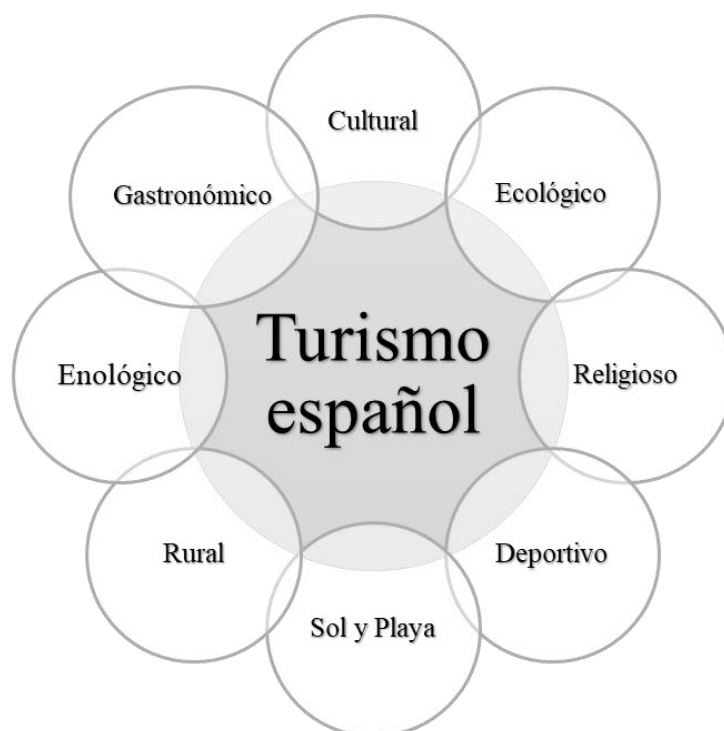 Cultural
Ecológico
Religioso
Deportivo
Sol y Playa
Rural
Enológico
Gastronómico
Turismo
español